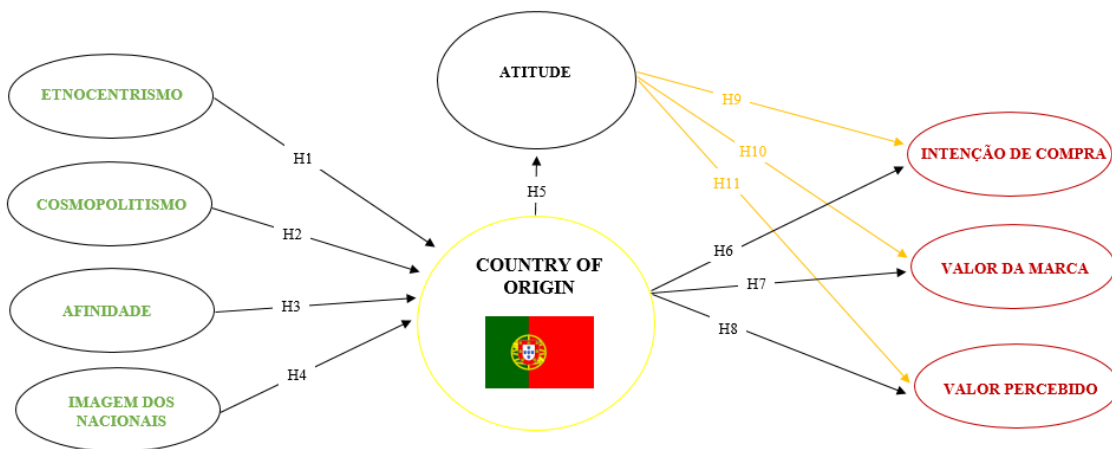 ETNOCENTRISMO
COSMOPOLITISMO
AFINIDADE
IMAGEM DOS
NACIONAIS
H1
H2
H3
H4
ATITUDE
H5
COUNTRY OF
ORIGIN
H9
H10
H11
H6
H7
H8
INTENÇÃO DE COMPRA
VALOR DA MARCA
VALOR PERCEBIDO